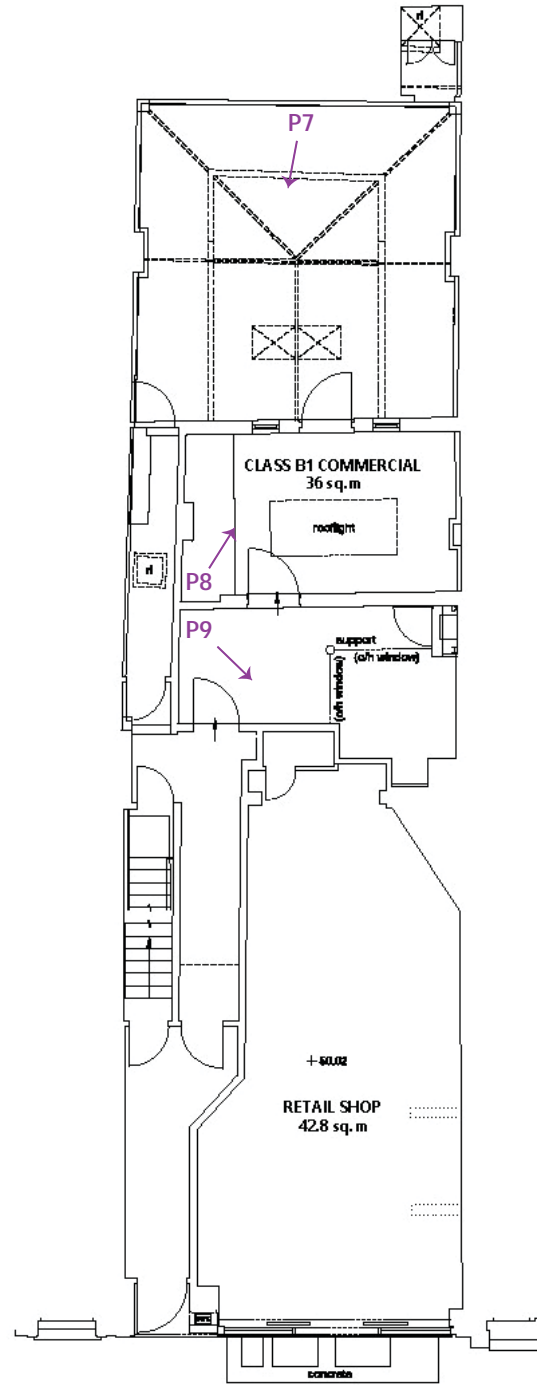 rl
P7
CLASS B1 COMMERCIAL
36 sq.m
rooflight
rl
P8
P9
support
(o/h window)
(o/h window)
+50.02
RETAIL SHOP
42.8 sq.m
concrete